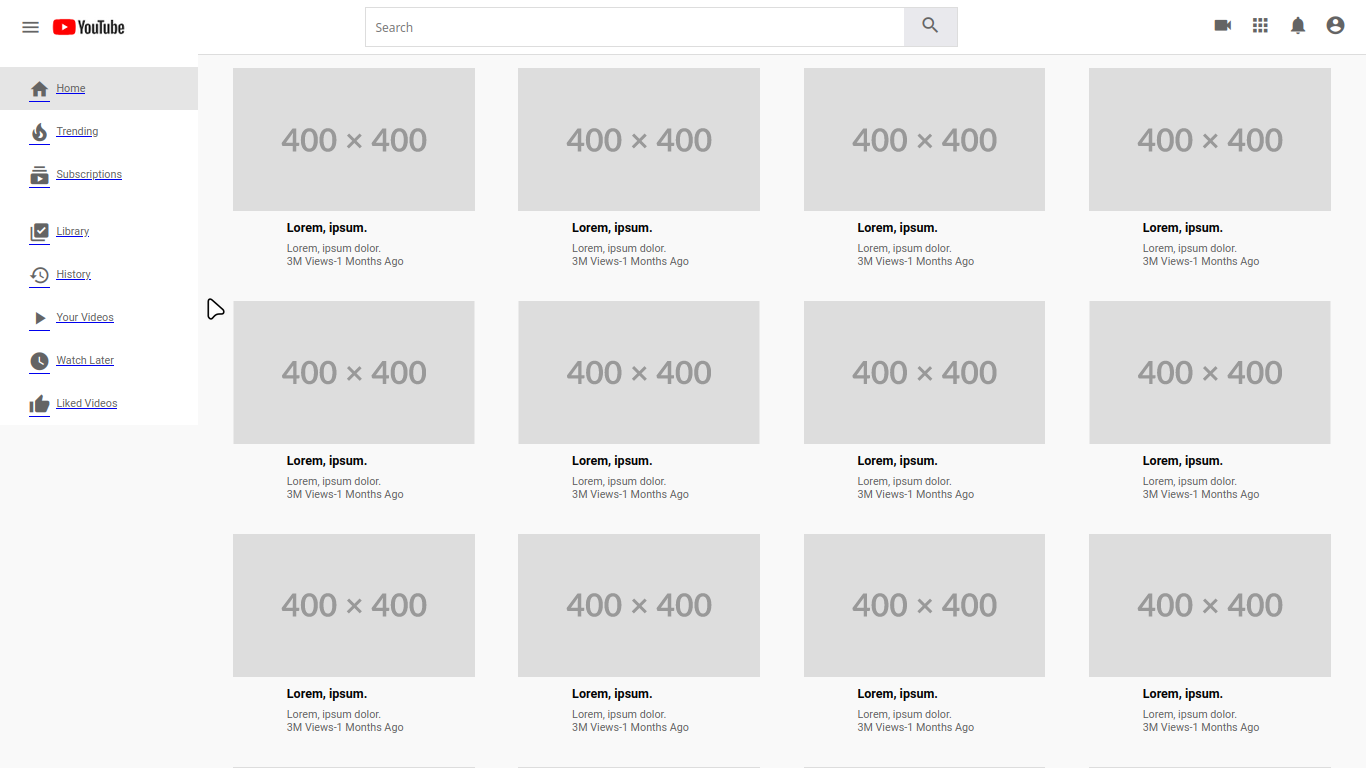 YouTube
Search
Home
Trending
Subscriptions
Library
History
Your Videos
Watch Later
Liked Videos
400 × 400
Lorem, ipsum.
Lorem, ipsum dolor.
3M Views-1 Months Ago
400 × 400
Lorem, ipsum.
Lorem, ipsum dolor.
3M Views-1 Months Ago
400 × 400
Lorem, ipsum.
Lorem, ipsum dolor.
3M Views-1 Months Ago
400 × 400
Lorem, ipsum.
Lorem, ipsum dolor.
3M Views-1 Months Ago
400 × 400
Lorem, ipsum.
Lorem, ipsum dolor.
3M Views-1 Months Ago
400 × 400
Lorem, ipsum.
Lorem, ipsum dolor.
3M Views-1 Months Ago
400 × 400
Lorem, ipsum.
Lorem, ipsum dolor.
3M Views-1 Months Ago
400 × 400
Lorem, ipsum.
Lorem, ipsum dolor.
3M Views-1 Months Ago
400 × 400
Lorem, ipsum.
Lorem, ipsum dolor.
3M Views-1 Months Ago
400 × 400
Lorem, ipsum.
Lorem, ipsum dolor.
3M Views-1 Months Ago
400 × 400
Lorem, ipsum.
Lorem, ipsum dolor.
3M Views-1 Months Ago
400 × 400
Lorem, ipsum.
Lorem, ipsum dolor.
3M Views-1 Months Ago